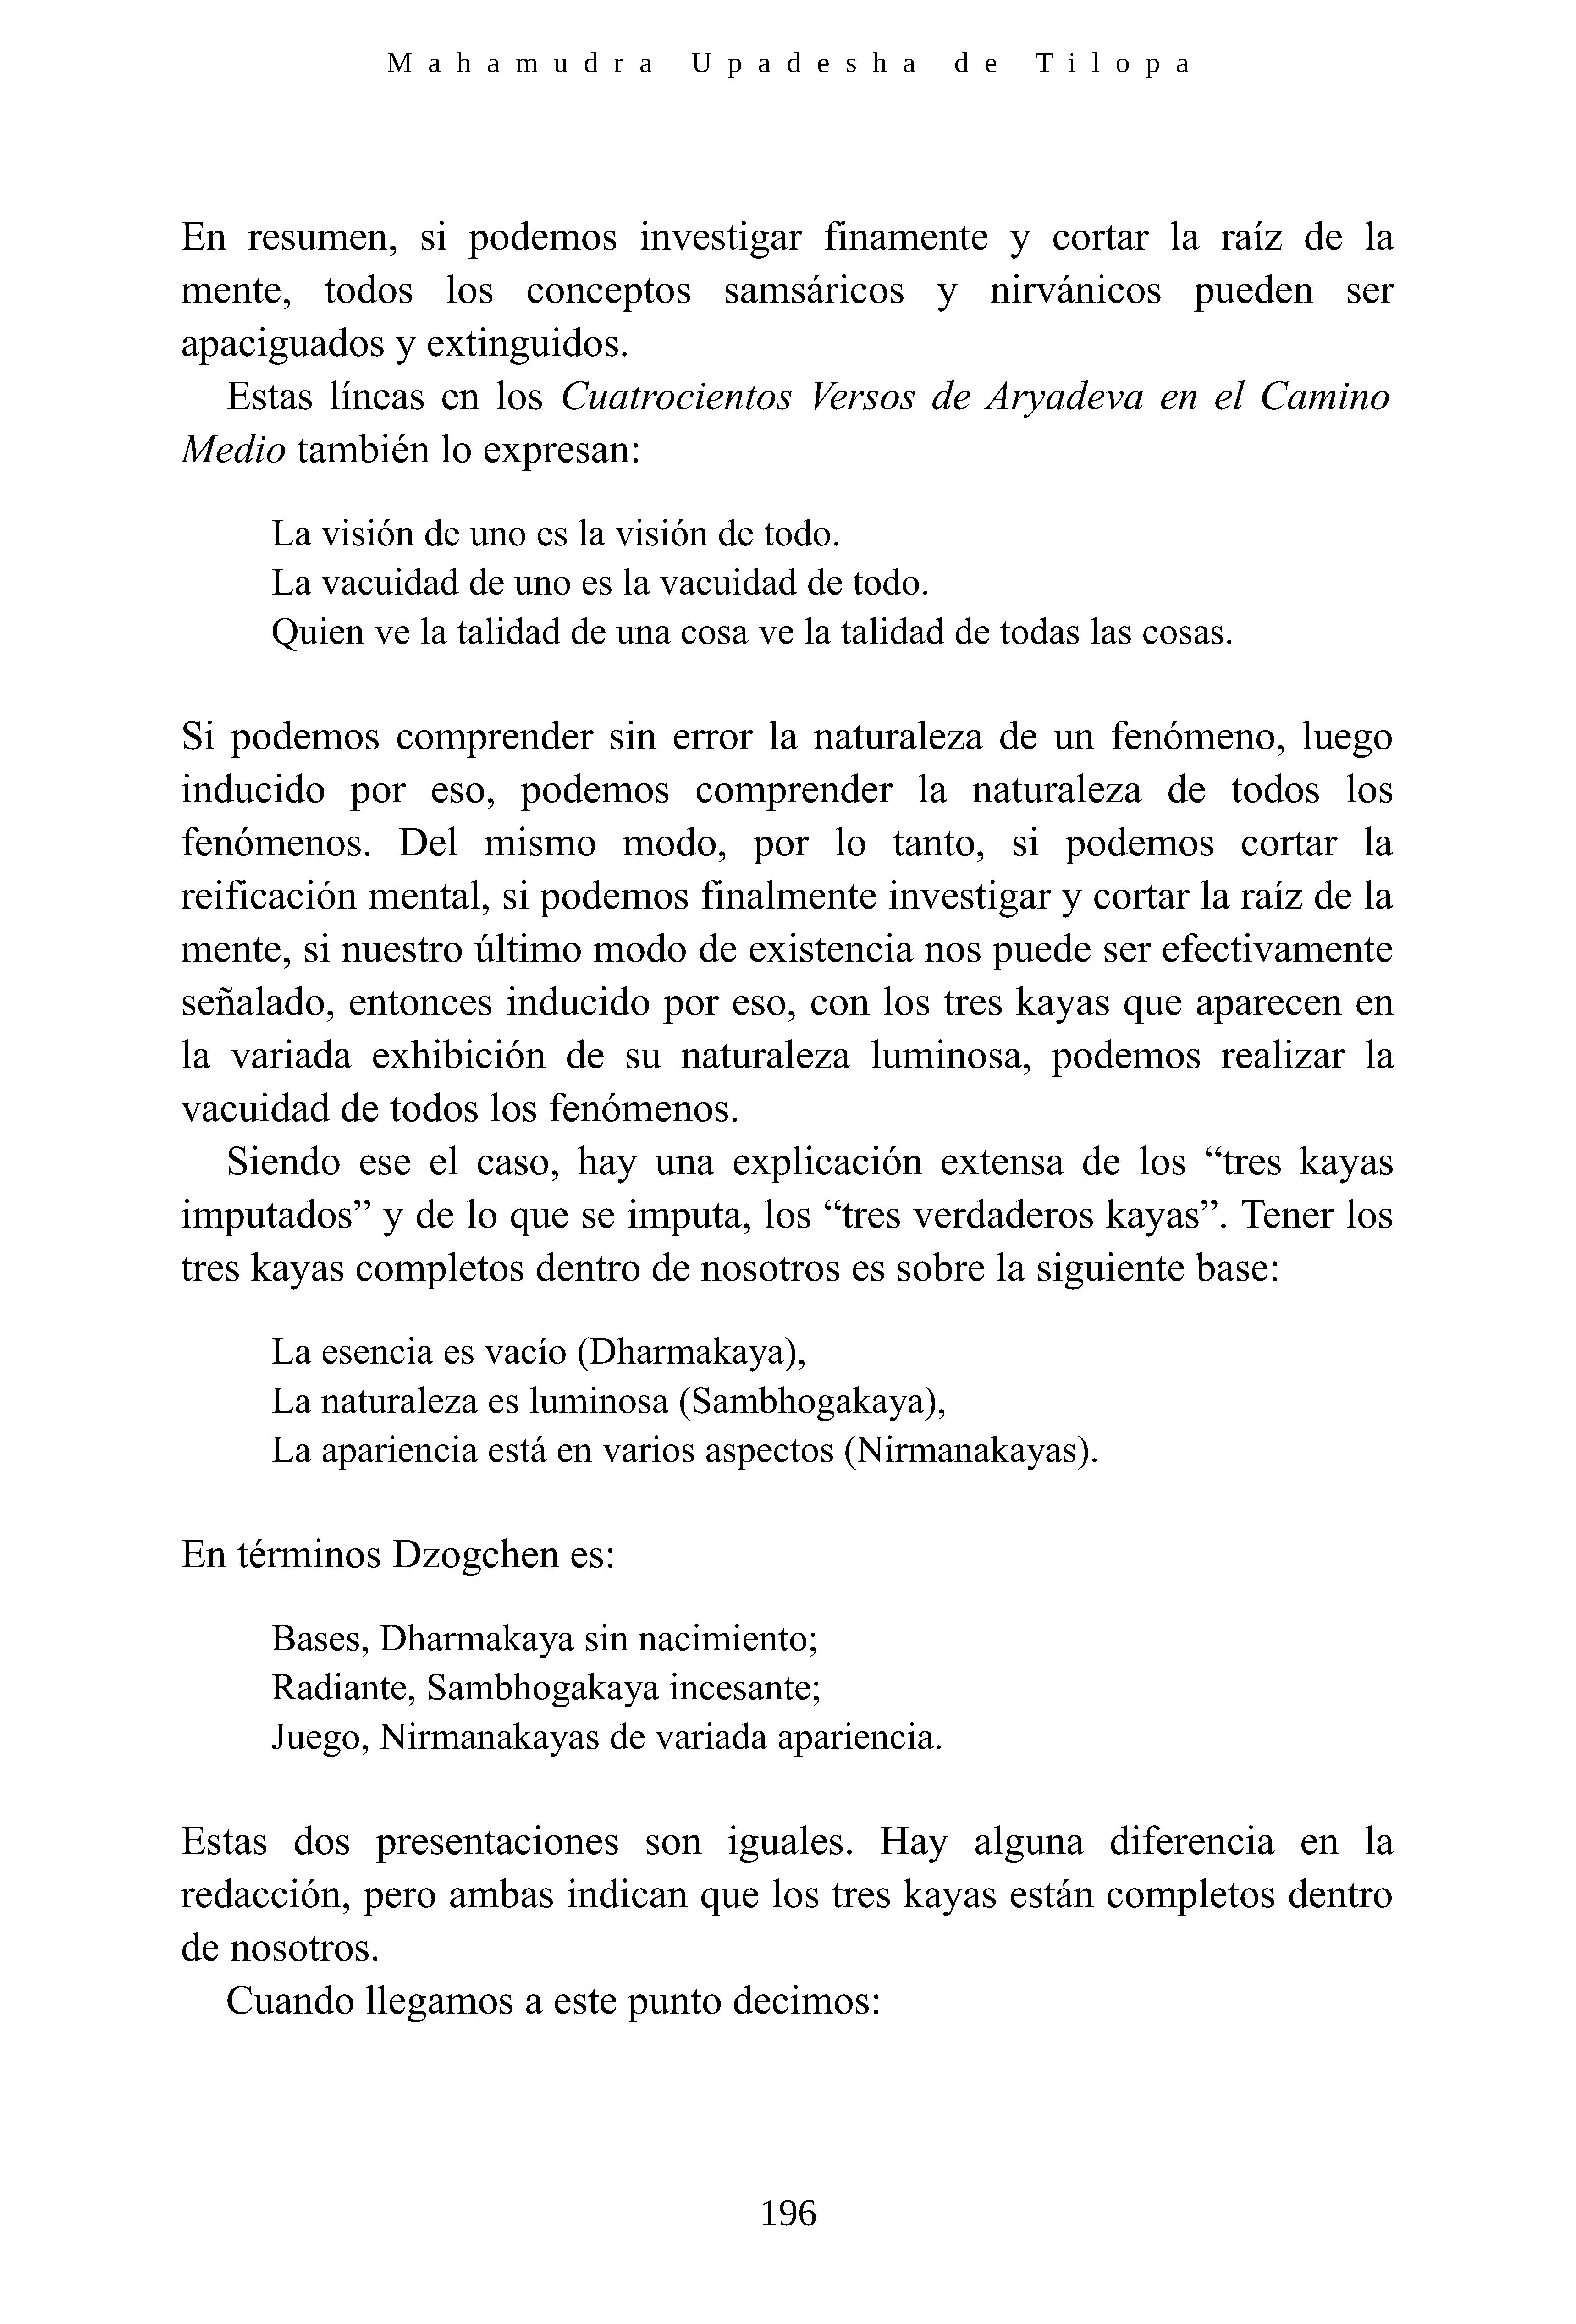 Mahamudra Upadesha de Tilopa
En resumen, si podemos investigar finamente y cortar la raíz de la
mente, todos los conceptos samsáricos y nirvánicos pueden ser
apaciguados y extinguidos.
Estas líneas en los Cuatrocientos Versos de Aryadeva en el Camino
Medio también lo expresan:
La visión de uno es la visión de todo.
La vacuidad de uno es la vacuidad de todo.
Quien ve la talidad de una cosa ve la talidad de todas las cosas.
Si podemos comprender sin error la naturaleza de un fenómeno, luego
inducido por eso, podemos comprender la naturaleza de todos los
fenómenos. Del mismo modo, por lo tanto, si podemos cortar la
reificación mental, si podemos finalmente investigar y cortar la raíz de la
mente, si nuestro último modo de existencia nos puede ser efectivamente
señalado, entonces inducido por eso, con los tres kayas que aparecen en
la variada exhibición de su naturaleza luminosa, podemos realizar la
vacuidad de todos los fenómenos.
Siendo ese el caso, hay una explicación extensa de los “tres kayas
imputados” y de lo que se imputa, los “tres verdaderos kayas”. Tener los
tres kayas completos dentro de nosotros es sobre la siguiente base:
La esencia es vacío (Dharmakaya),
La naturaleza es luminosa (Sambhogakaya),
La apariencia está en varios aspectos (Nirmanakayas).
En términos Dzogchen es:
Bases, Dharmakaya sin nacimiento;
Radiante, Sambhogakaya incesante;
Juego, Nirmanakayas de variada apariencia.
Estas dos presentaciones son iguales. Hay alguna diferencia en la
redacción, pero ambas indican que los tres kayas están completos dentro
de nosotros.
Cuando llegamos a este punto decimos:
196